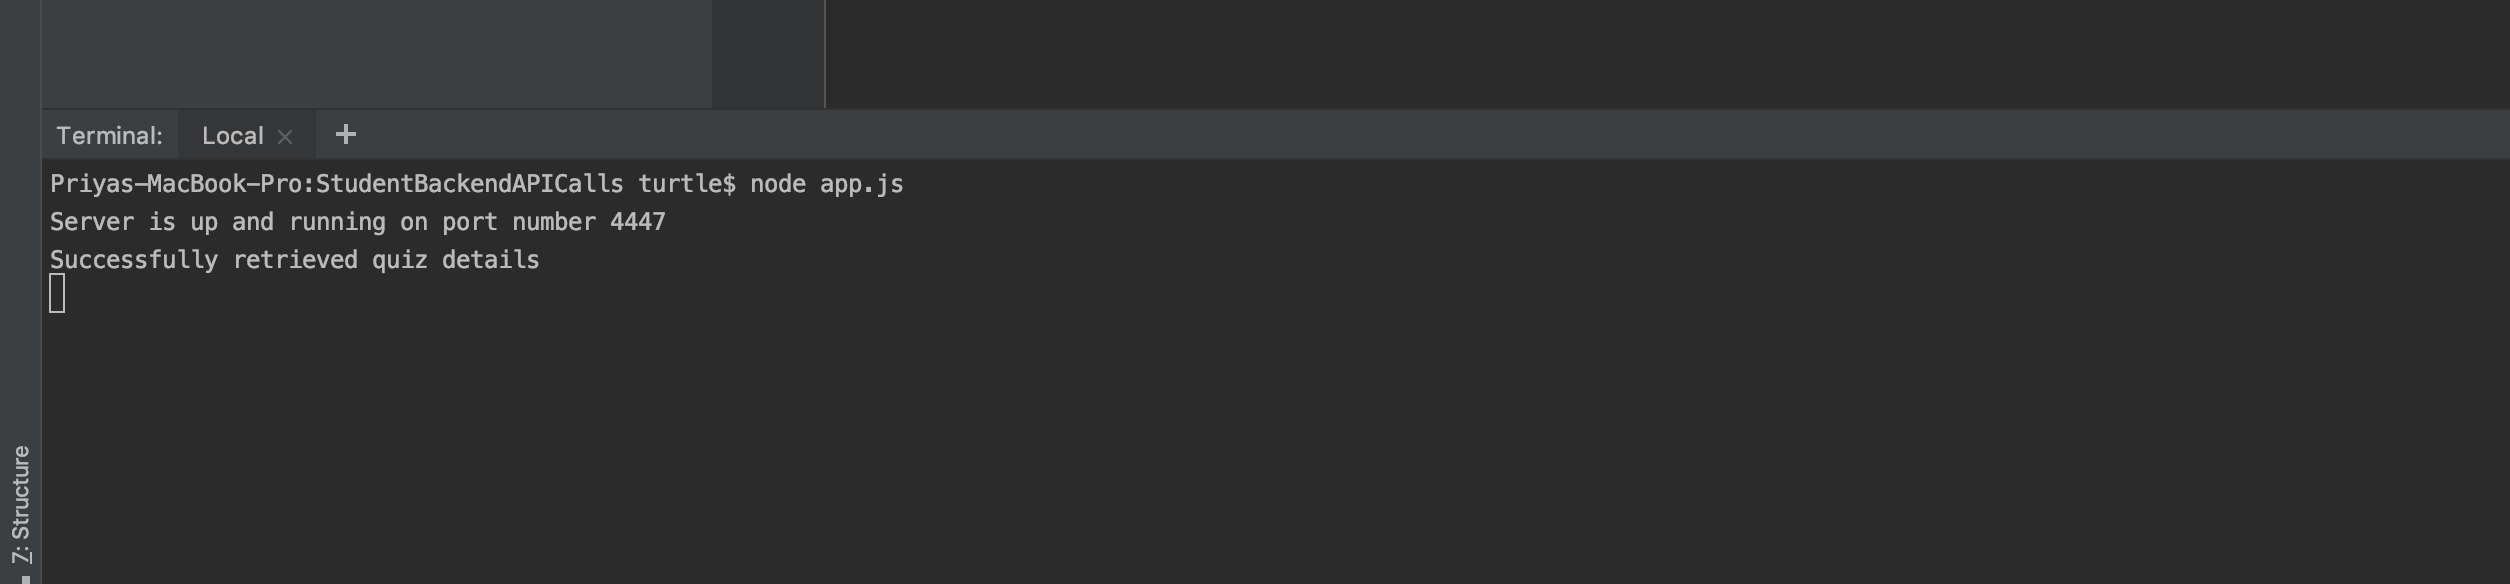 Terminal: Local × +
Priyas-MacBook-Pro:StudentBackendAPICalls turtle$ node app.js
Server is up and running on port number 4447
Successfully retrieved quiz details
7: Structure